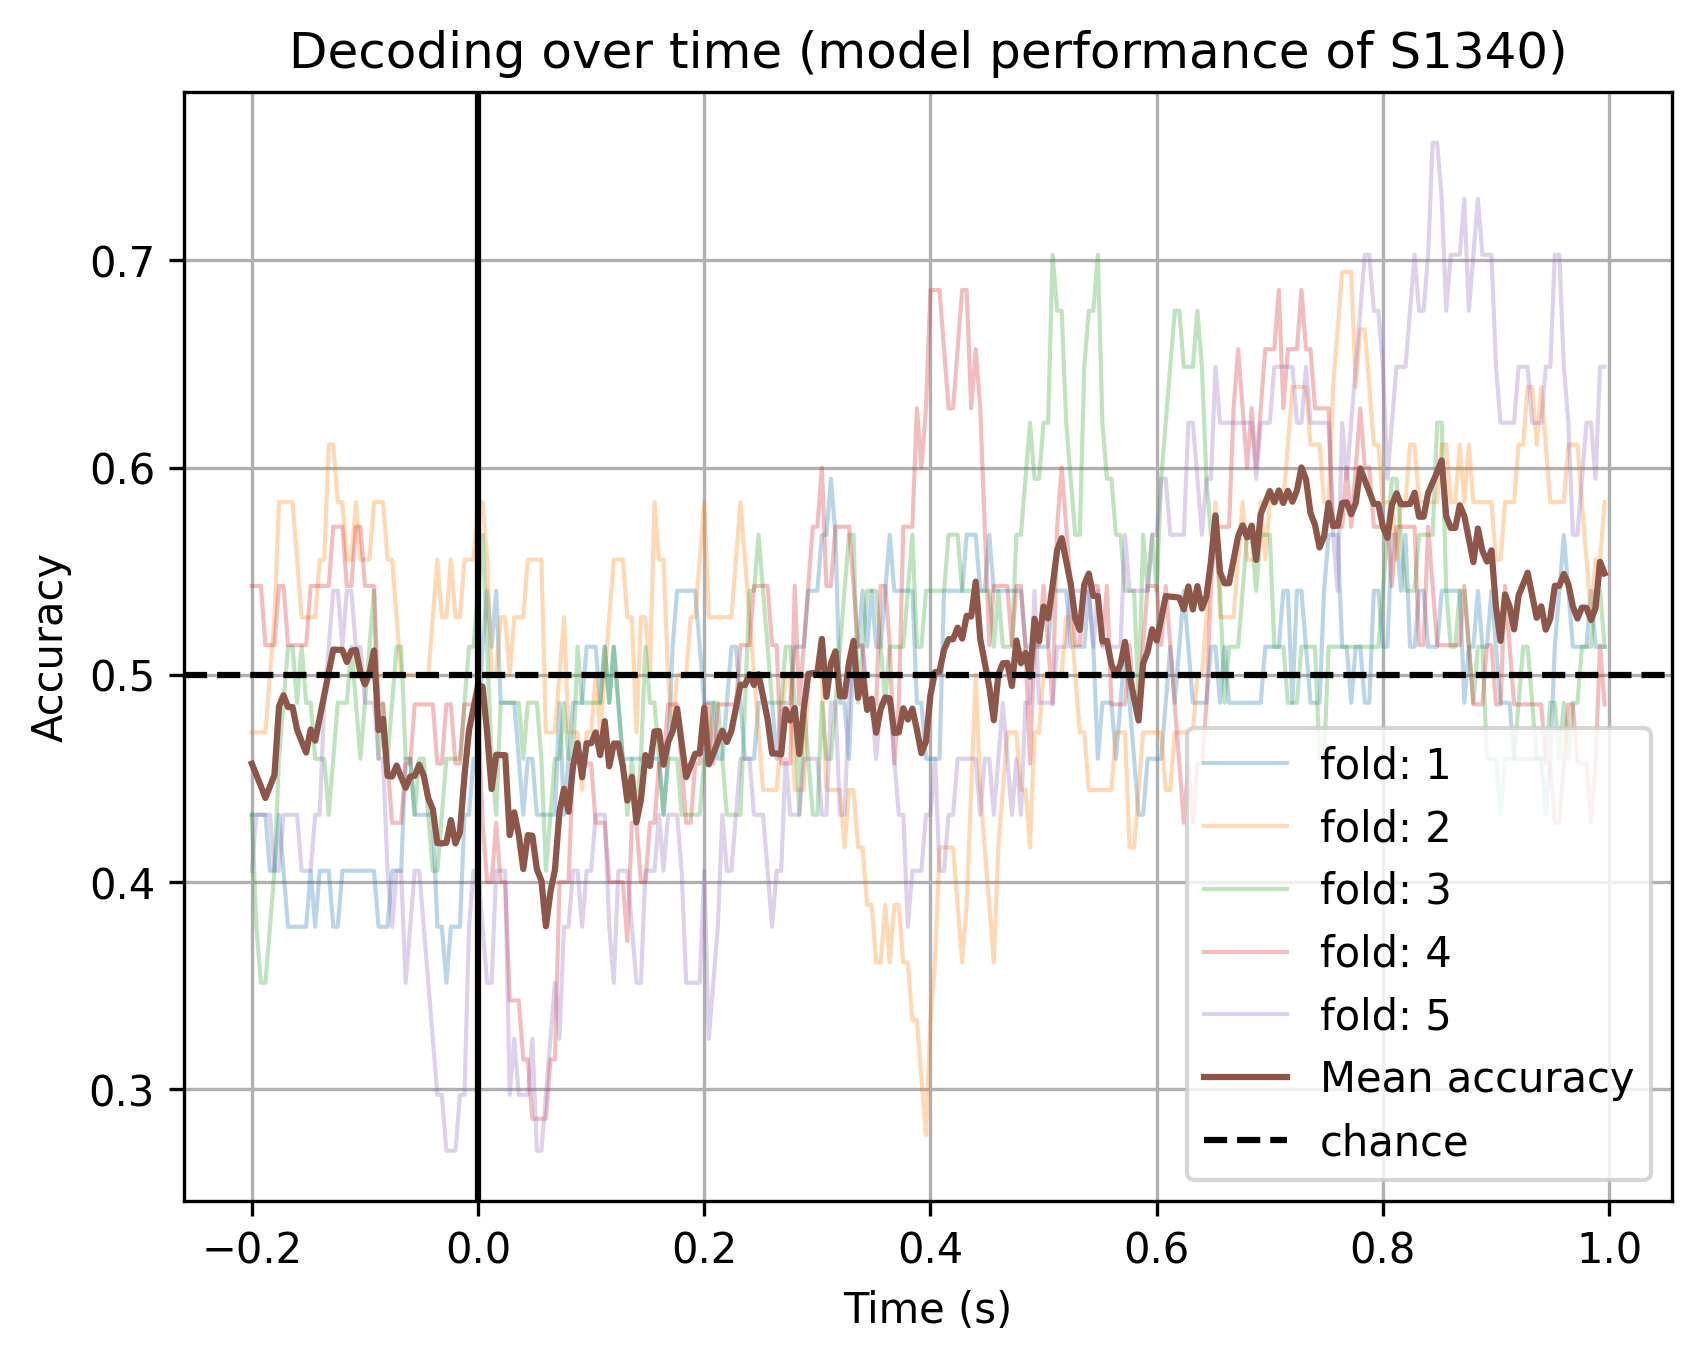 Decoding over time (model performance of S1340)
Accuracy
0.7
0.6
0.5
0.4
0.3
−0.2 0.0 0.2 0.4 0.6 0.8 1.0
Time (s)
fold: 1
fold: 2
fold: 3
fold: 4
fold: 5
Mean accuracy
chance